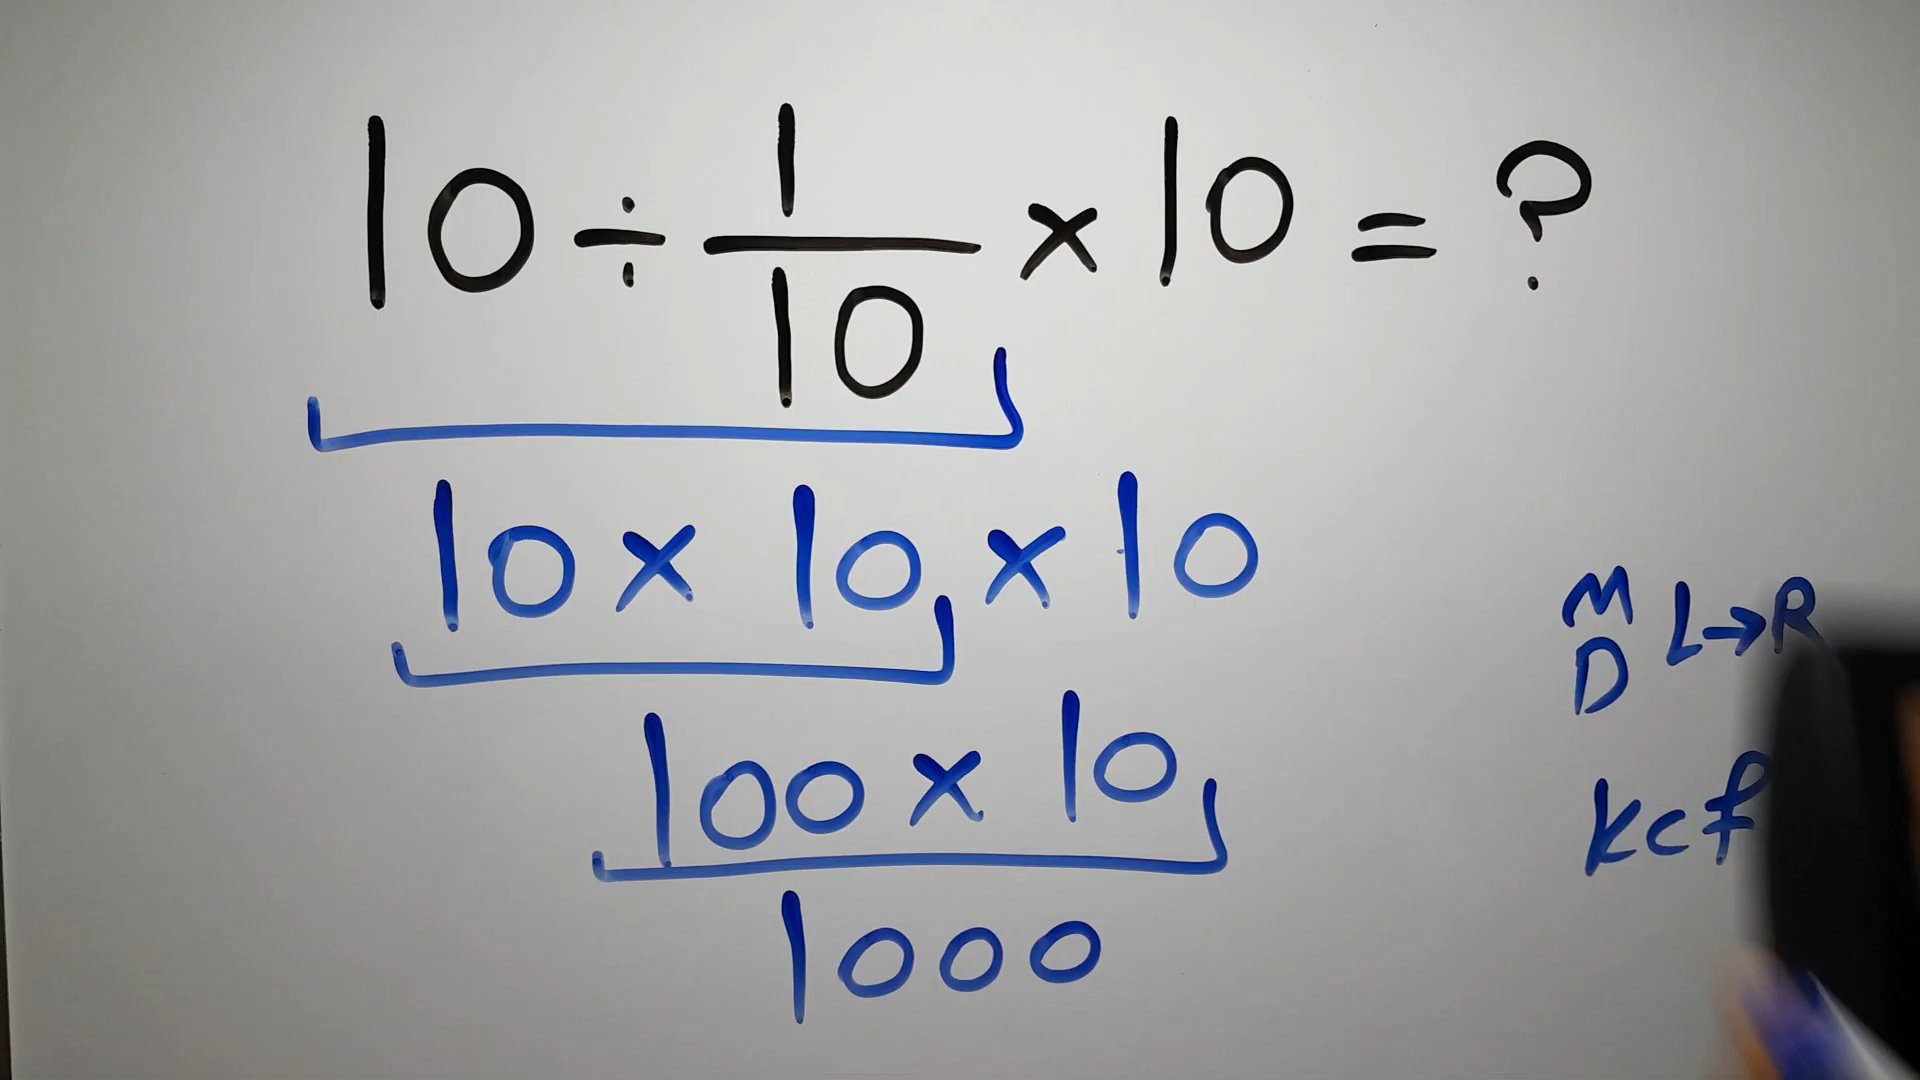 10 ÷ 1/10 × 10 = ?
10 × 10 × 10
100 × 10
1000
M
D
L→R
kcf